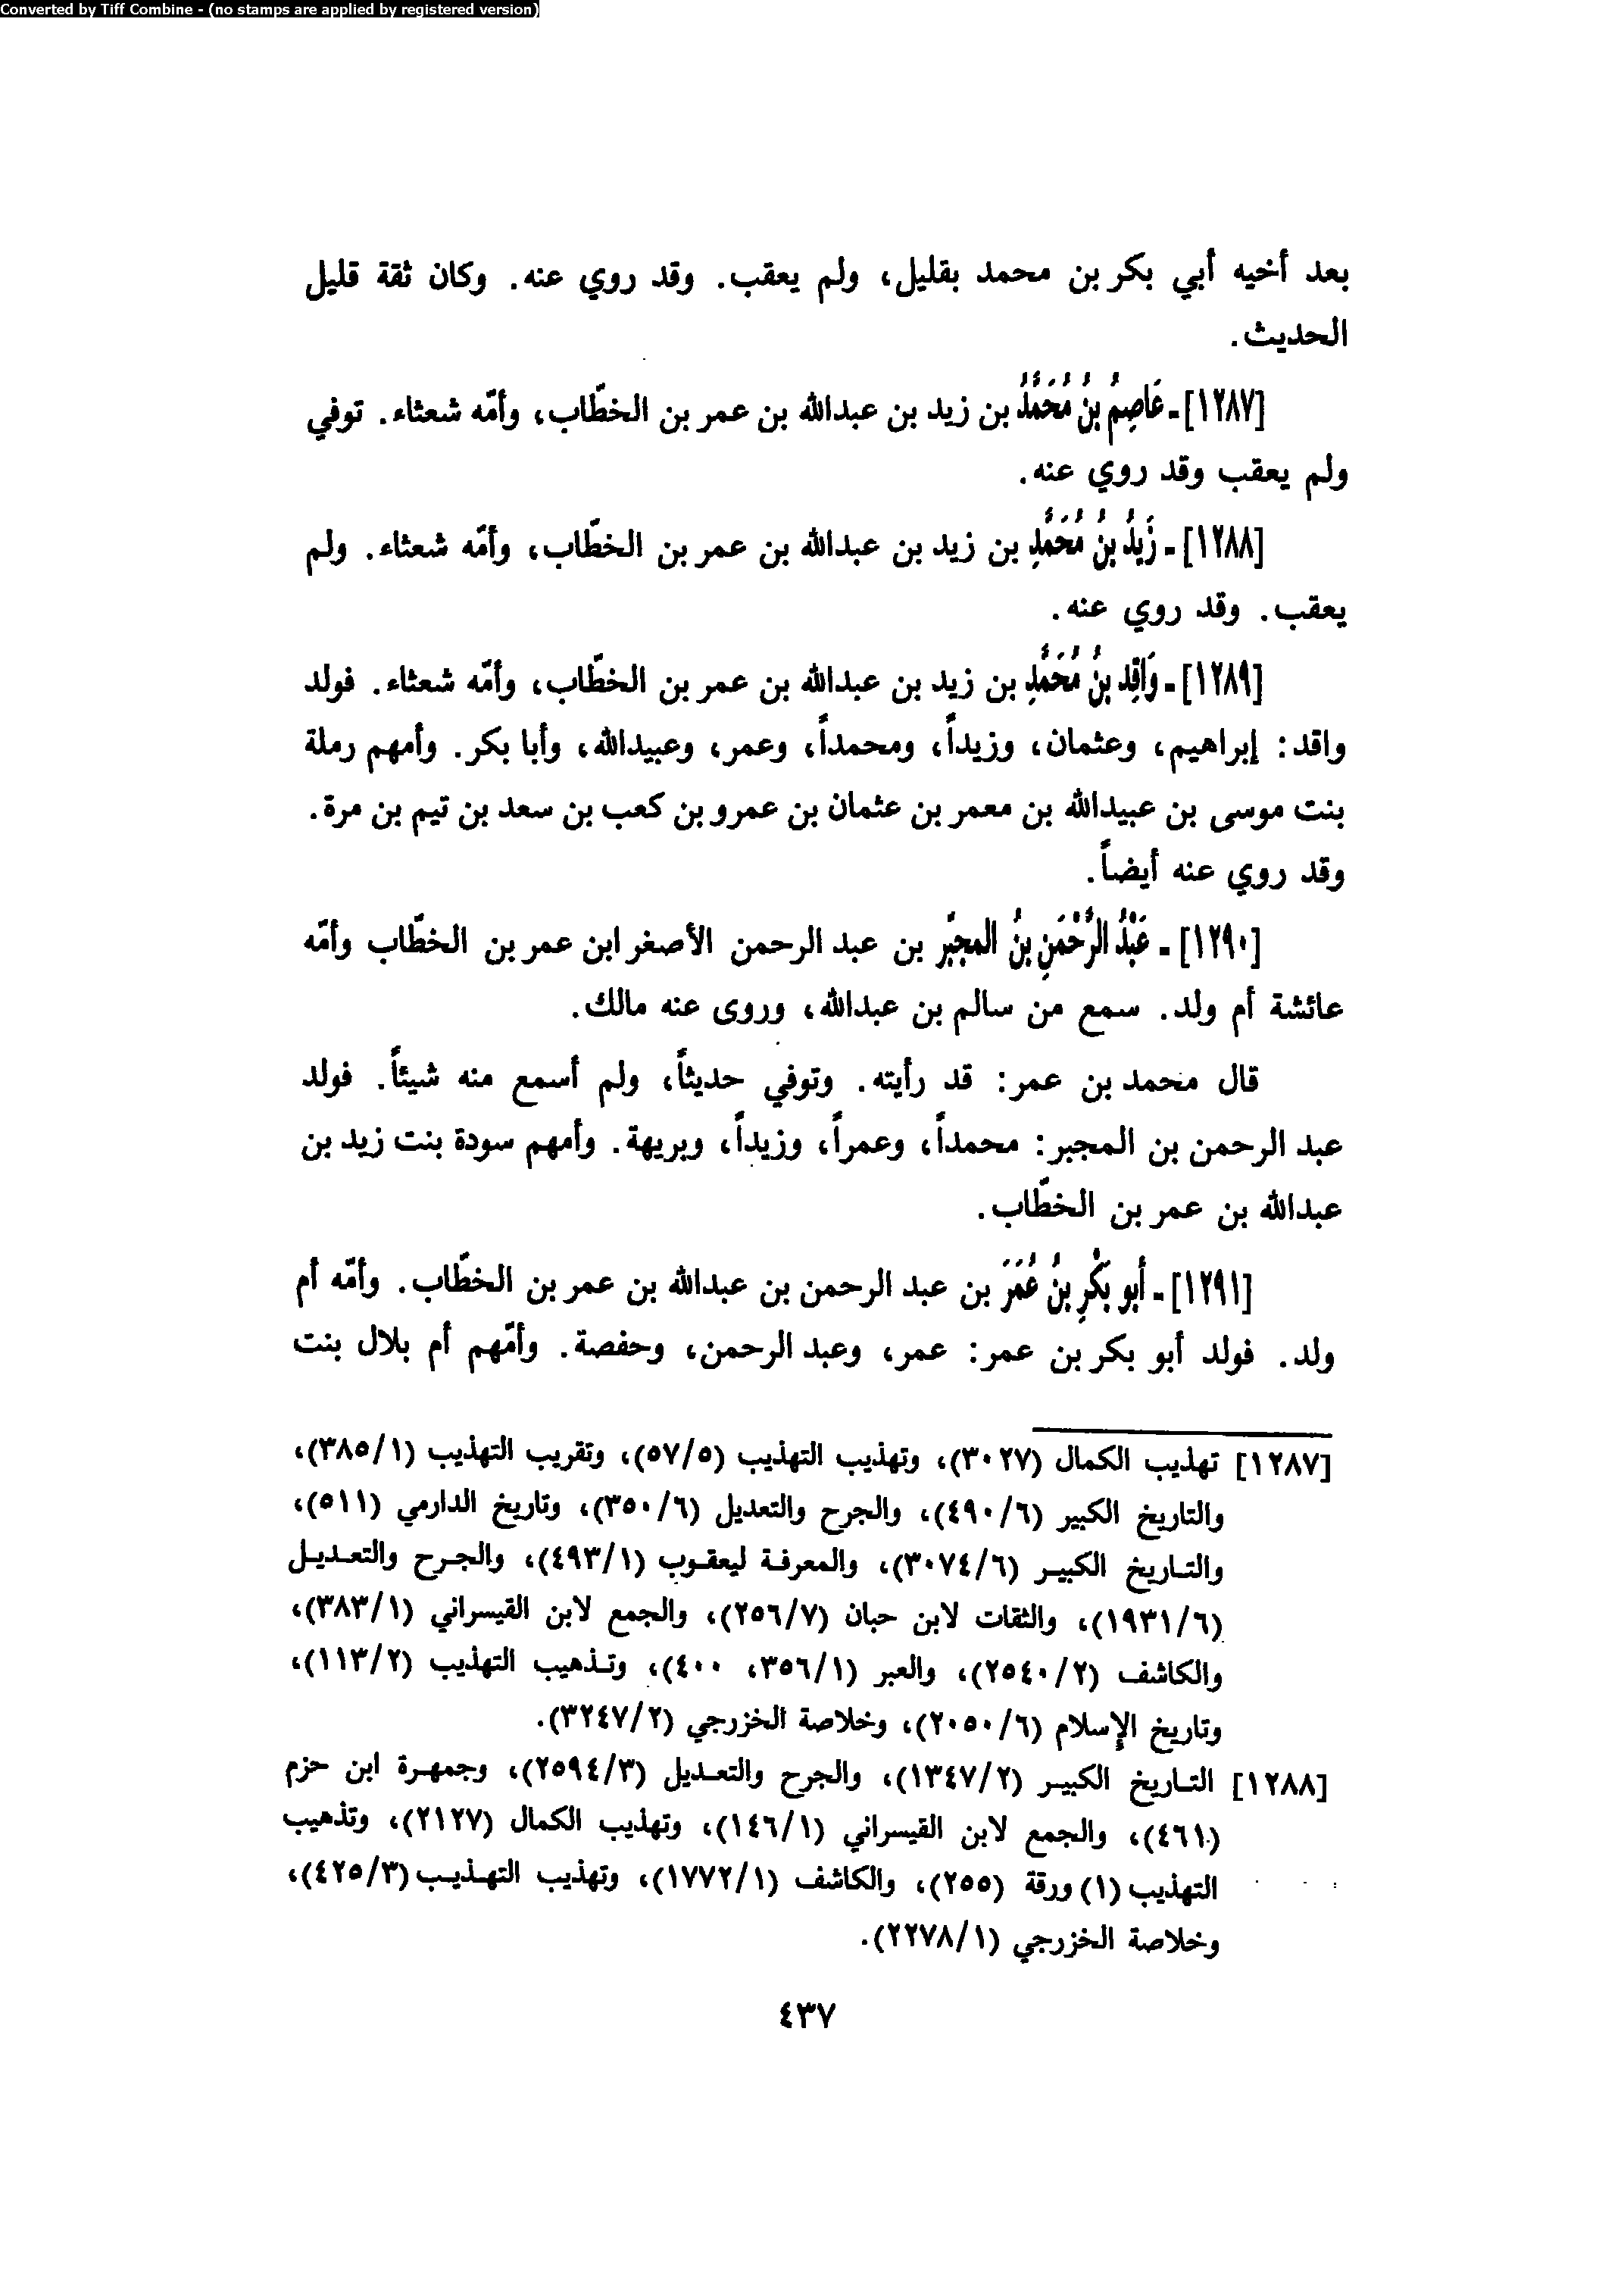 Converted by Tiff Combine - (no stamps are applied by registered version)
بعد أخيه أبي بكر بن محمد بقليل، ولم يعقب. وقد روي عنه. وكان ثقة قليل
الحديث.
[١٢٨٧] - عَاصِمُ بنُ مُحَمَّدُ بن زيد بن عبدالله بن عمر بن الخطّاب، وأمّه شعثاء. توفي
ولم يعقب وقد روي عنه.
[١٢٨٨] - زَيْدُ بنُ مُحَمَّدِ بن زيد بن عبدالله بن عمر بن الخطّاب، وأمّه شعثاء. ولم
يعقب. وقد روي عنه.
[١٢٨٩] - وَاقِد بنُ مُحَمَّدِ بن زيد بن عبدالله بن عمر بن الخطّاب، وأمّه شعثاء. فولد
واقد: إبراهيم، وعثمان، وزيداً، ومحمداً، وعمر، وعبيدالله، وأبا بكر. وأمهم رملة
بنت موسى بن عبيدالله بن معمر بن عثمان بن عمرو بن كعب بن سعد بن تيم بن مرة.
وقد روي عنه أيضاً.
[١٢٩٠] - عَبْدُ الرَّحْمَنِ بنُ المجبَّر بن عبد الرحمن الأصغر ابن عمر بن الخطّاب وأمّه
عائشة أم ولد. سمع من سالم بن عبدالله، وروى عنه مالك.
قال محمد بن عمر: قد رأيته. وتوفي حديثاً، ولم أسمع منه شيئاً. فولد
عبد الرحمن بن المجبر: محمداً، وعمراً، وزيداً، وبريهة. وأمهم سودة بنت زيد بن
عبدالله بن عمر بن الخطّاب.
[١٢٩١] - أَبو بَكْرِ بنُ عُمَرَ بن عبد الرحمن بن عبدالله بن عمر بن الخطّاب. وأمّه أم
ولد. فولد أبو بكر بن عمر: عمر، وعبد الرحمن، وحفصة. وأمّهم أم بلال بنت
[١٢٨٧] تهذيب الكمال (٣٠٢٧)، وتهذيب التهذيب (٥٧/٥)، وتقريب التهذيب (٣٨٥/١)،
والتاريخ الكبير (٤٩٠/٦)، والجرح والتعديل (٣٥٠/٦)، وتاريخ الدارمي (٥١١)،
والتاريخ الكبير (٣٠٧٤/٦)، والمعرفة ليعقوب (٤٩٣/١)، والجرح والتعديل
(١٩٣١/٦)، والثقات لابن حبان (٢٥٦/٧)، والجمع لابن القيسراني (٣٨٣/١)،
والكاشف (٢٥٤٠/٢)، والعبر (٣٥٦/١، ٤٠٠)، وتذهيب التهذيب (١١٣/٢)،
وتاريخ الإسلام (٢٠٥٠/٦)، وخلاصة الخزرجي (٣٢٤٧/٢).
[١٢٨٨] التاريخ الكبير (١٣٤٧/٢)، والجرح والتعديل (٢٥٩٤/٣)، وجمهرة ابن حزم
(٤٦١)، والجمع لابن القيسراني (١٤٦/١)، وتهذيب الكمال (٢١٢٧)، وتذهيب
التهذيب (١) ورقة (٢٥٥)، والكاشف (١٧٧٢/١)، وتهذيب التهذيب (٤٢٥/٣)،
وخلاصة الخزرجي (٢٢٧٨/١).
٤٣٧